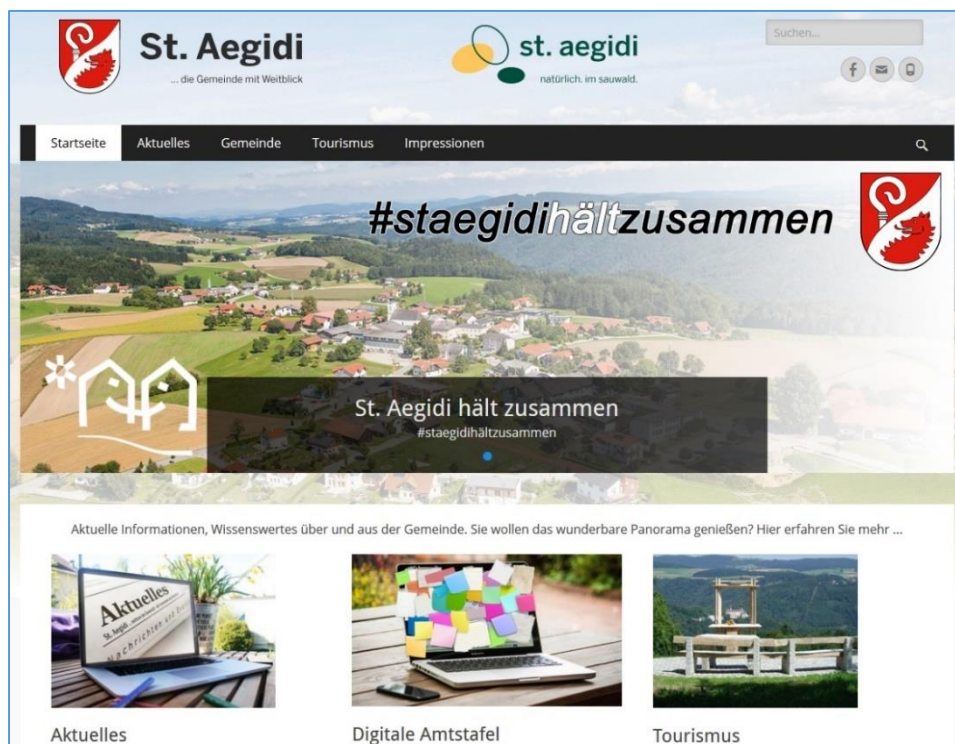 St. Aegidi
... die Gemeinde mit Weitblick
st. aegidi
natürlich. im sauwald.
Suchen...
Startseite Aktuelles Gemeinde Tourismus Impressionen
#staegidihältzusammen
St. Aegidi hält zusammen
#staegidihältzusammen
Aktuelle Informationen, Wissenswertes über und aus der Gemeinde. Sie wollen das wunderbare Panorama genießen? Hier erfahren Sie mehr ...
Aktuelles
Nachrichten und
Aktuelles
Digitale Amtstafel
Tourismus